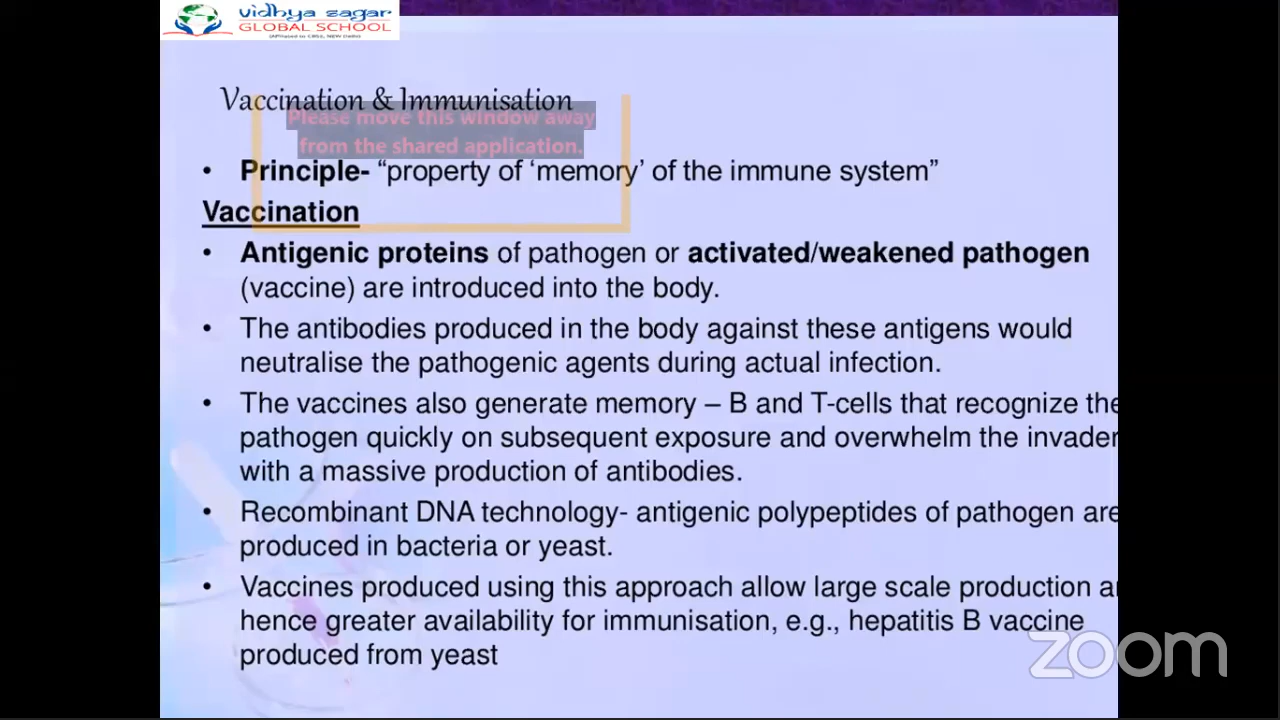 vidhya sagar
GLOBAL SCHOOL
(Affiliated to CBSE, NEW Delhi)
Vaccination & Immunisation
Please move this window away
from the shared application.
• Principle- “property of ‘memory’ of the immune system”
Vaccination
• Antigenic proteins of pathogen or activated/weakened pathogen
(vaccine) are introduced into the body.
• The antibodies produced in the body against these antigens would
neutralise the pathogenic agents during actual infection.
• The vaccines also generate memory – B and T-cells that recognize the
pathogen quickly on subsequent exposure and overwhelm the invader
with a massive production of antibodies.
• Recombinant DNA technology- antigenic polypeptides of pathogen are
produced in bacteria or yeast.
• Vaccines produced using this approach allow large scale production a
hence greater availability for immunisation, e.g., hepatitis B vaccine
produced from yeast
zoom